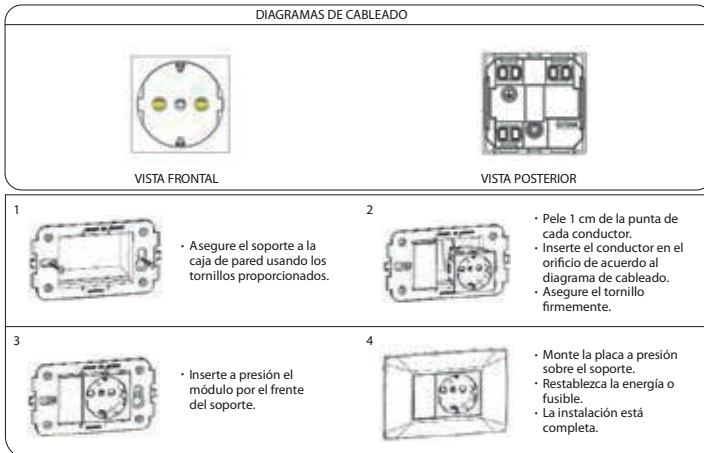 DIAGRAMAS DE CABLEADO
VISTA FRONTAL
VISTA POSTERIOR
1
· Asegure el soporte a la
caja de pared usando los
tornillos proporcionados.
2
· Pele 1 cm de la punta de
cada conductor.
· Inserte el conductor en el
orificio de acuerdo al
diagrama de cableado.
· Asegure el tornillo
firmemente.
3
· Inserte a presión el
módulo por el frente
del soporte.
4
· Monte la placa a presión
sobre el soporte.
· Restablezca la energía o
fusible.
· La instalación está
completa.